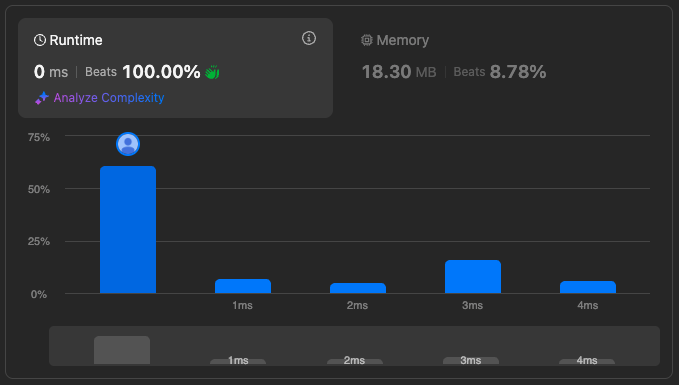 Runtime
0 ms | Beats 100.00%
Analyze Complexity
Memory
18.30 MB | Beats 8.78%
75%
50%
25%
0%
1ms 2ms 3ms 4ms
1ms 2ms 3ms 4ms